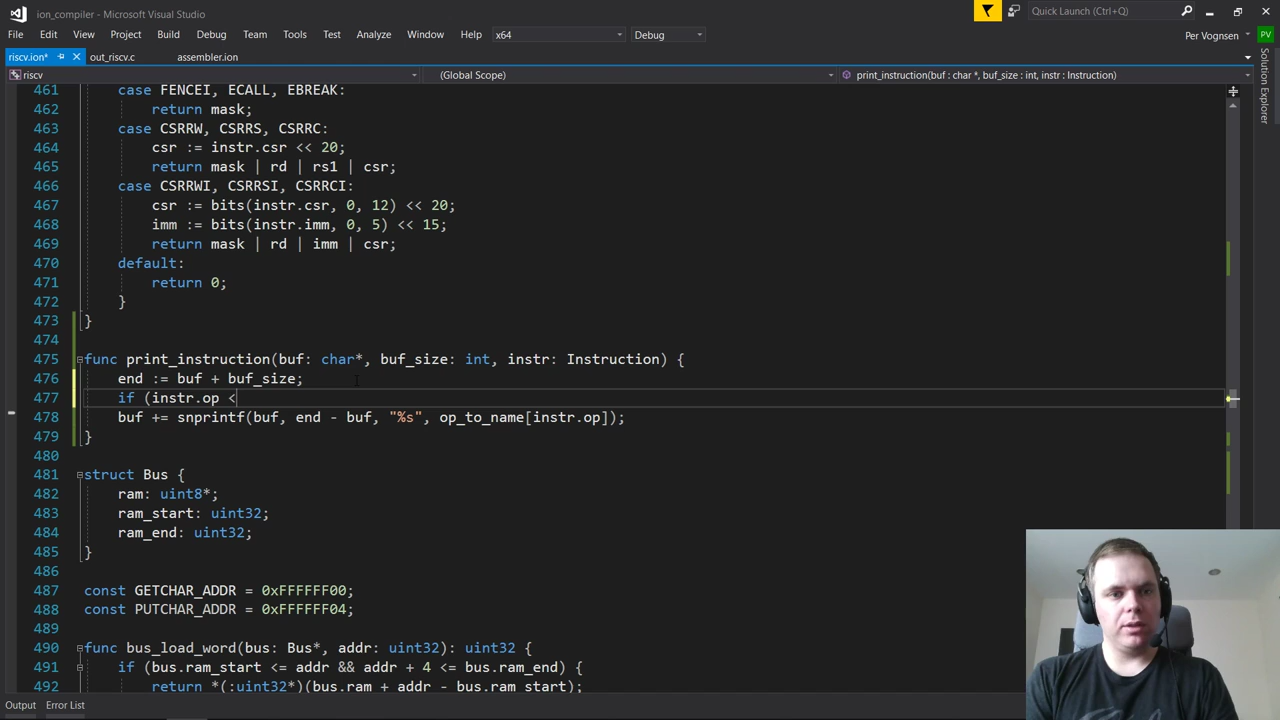 ion_compiler - Microsoft Visual Studio
Quick Launch (Ctrl+Q)
File Edit View Project Build Debug Team Tools Test Analyze Window Help x64 Debug
Per Vognsen PV
riscv.ion* out_riscv.c assembler.ion
riscv (Global Scope) print_instruction(buf : char *, buf_size : int, instr : Instruction)
Solution Explorer
461 case FENCEI, ECALL, EBREAK:
462 return mask;
463 case CSRRW, CSRRS, CSRRC:
464 csr := instr.csr << 20;
465 return mask | rd | rs1 | csr;
466 case CSRRWI, CSRRSI, CSRRCI:
467 csr := bits(instr.csr, 0, 12) << 20;
468 imm := bits(instr.imm, 0, 5) << 15;
469 return mask | rd | imm | csr;
470 default:
471 return 0;
472 }
473 }
474
475 func print_instruction(buf: char*, buf_size: int, instr: Instruction) {
476 end := buf + buf_size;
477 if (instr.op <
478 buf += snprintf(buf, end - buf, "%s", op_to_name[instr.op]);
479 }
480
481 struct Bus {
482 ram: uint8*;
483 ram_start: uint32;
484 ram_end: uint32;
485 }
486
487 const GETCHAR_ADDR = 0xFFFFFF00;
488 const PUTCHAR_ADDR = 0xFFFFFF04;
489
490 func bus_load_word(bus: Bus*, addr: uint32): uint32 {
491 if (bus.ram_start <= addr && addr + 4 <= bus.ram_end) {
492 return *(:uint32*)(bus.ram + addr - bus.ram_start);
Output Error List